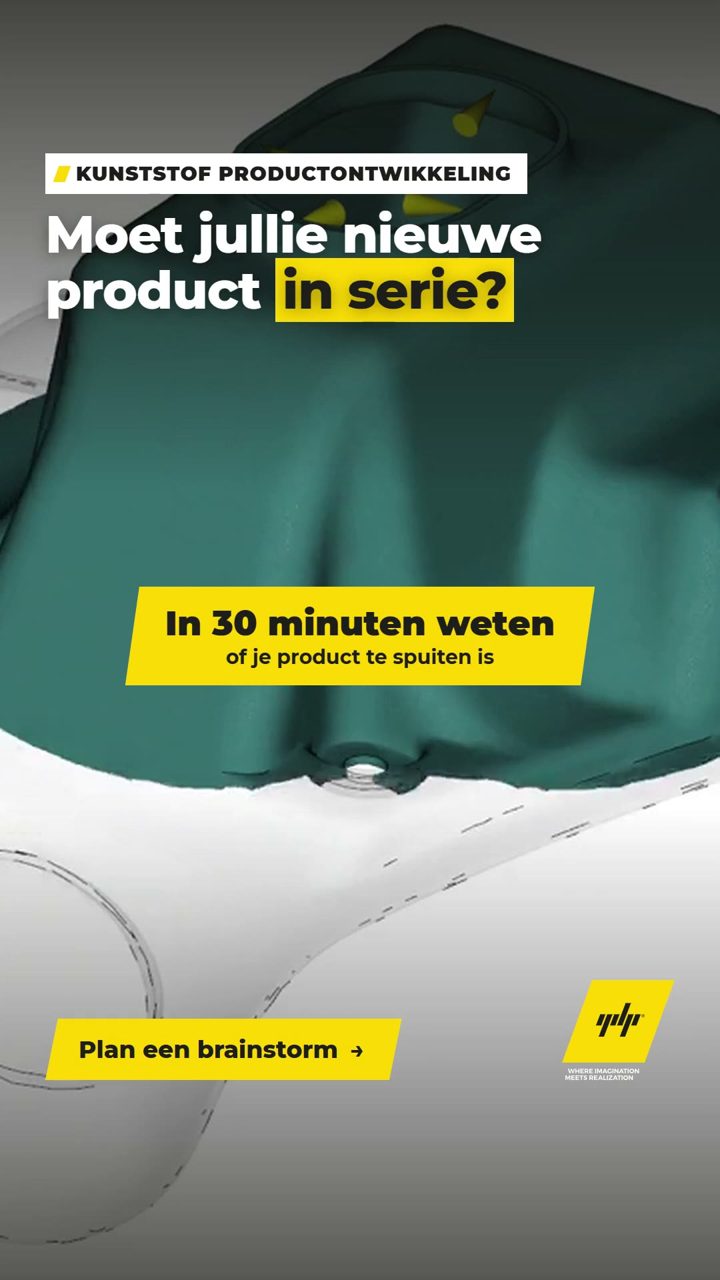 KUNSTSTOF PRODUCTONTWIKKELING
Moet jullie nieuwe
product in serie?
In 30 minuten weten
of je product te spuiten is
Plan een brainstorm →
WHERE IMAGINATION
MEETS REALIZATION